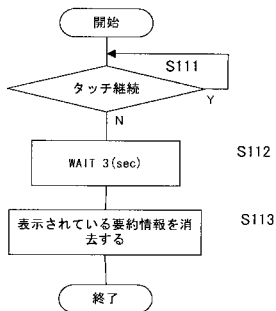 開始
S111
タッチ継続
Y
N
WAIT 3(sec)
S112
表示されている要約情報を消
去する
S113
終了